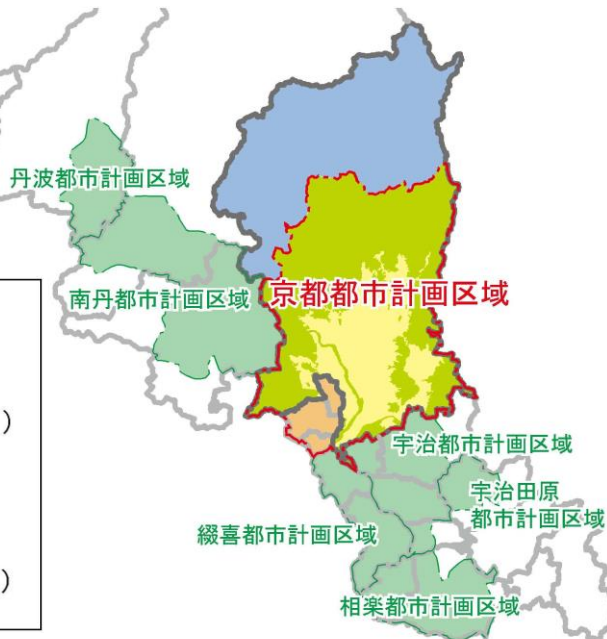 丹波都市計画区域
南丹都市計画区域
京都都市計画区域
)
宇治都市計画区域
宇治田原
都市計画区域
綴喜都市計画区域
)
相楽都市計画区域